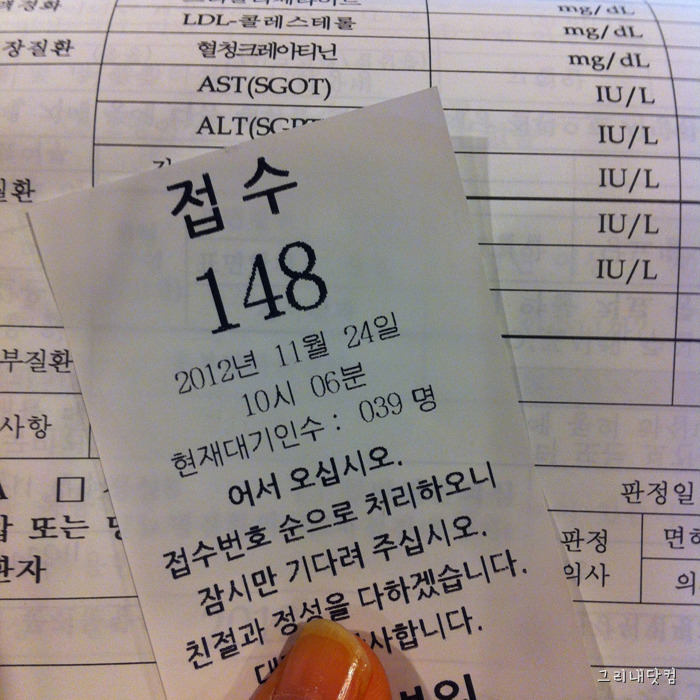 LDL-콜레스테롤
mg/dL
장질환
혈청크레아티닌
mg/dL
AST(SGOT)
IU/L
IU/L
IU/L
IU/L
IU/L
접수
148
2012년 11월 24일
10시 06분
현재대기인수 : 039 명
어서 오십시오.
접수번호 순으로 처리하오니
잠시만 기다려 주십시오.
친절과 정성을 다하겠습니다.
부질환
사항
또는
환자
판정일
판정
의사
의
그리내닷컴